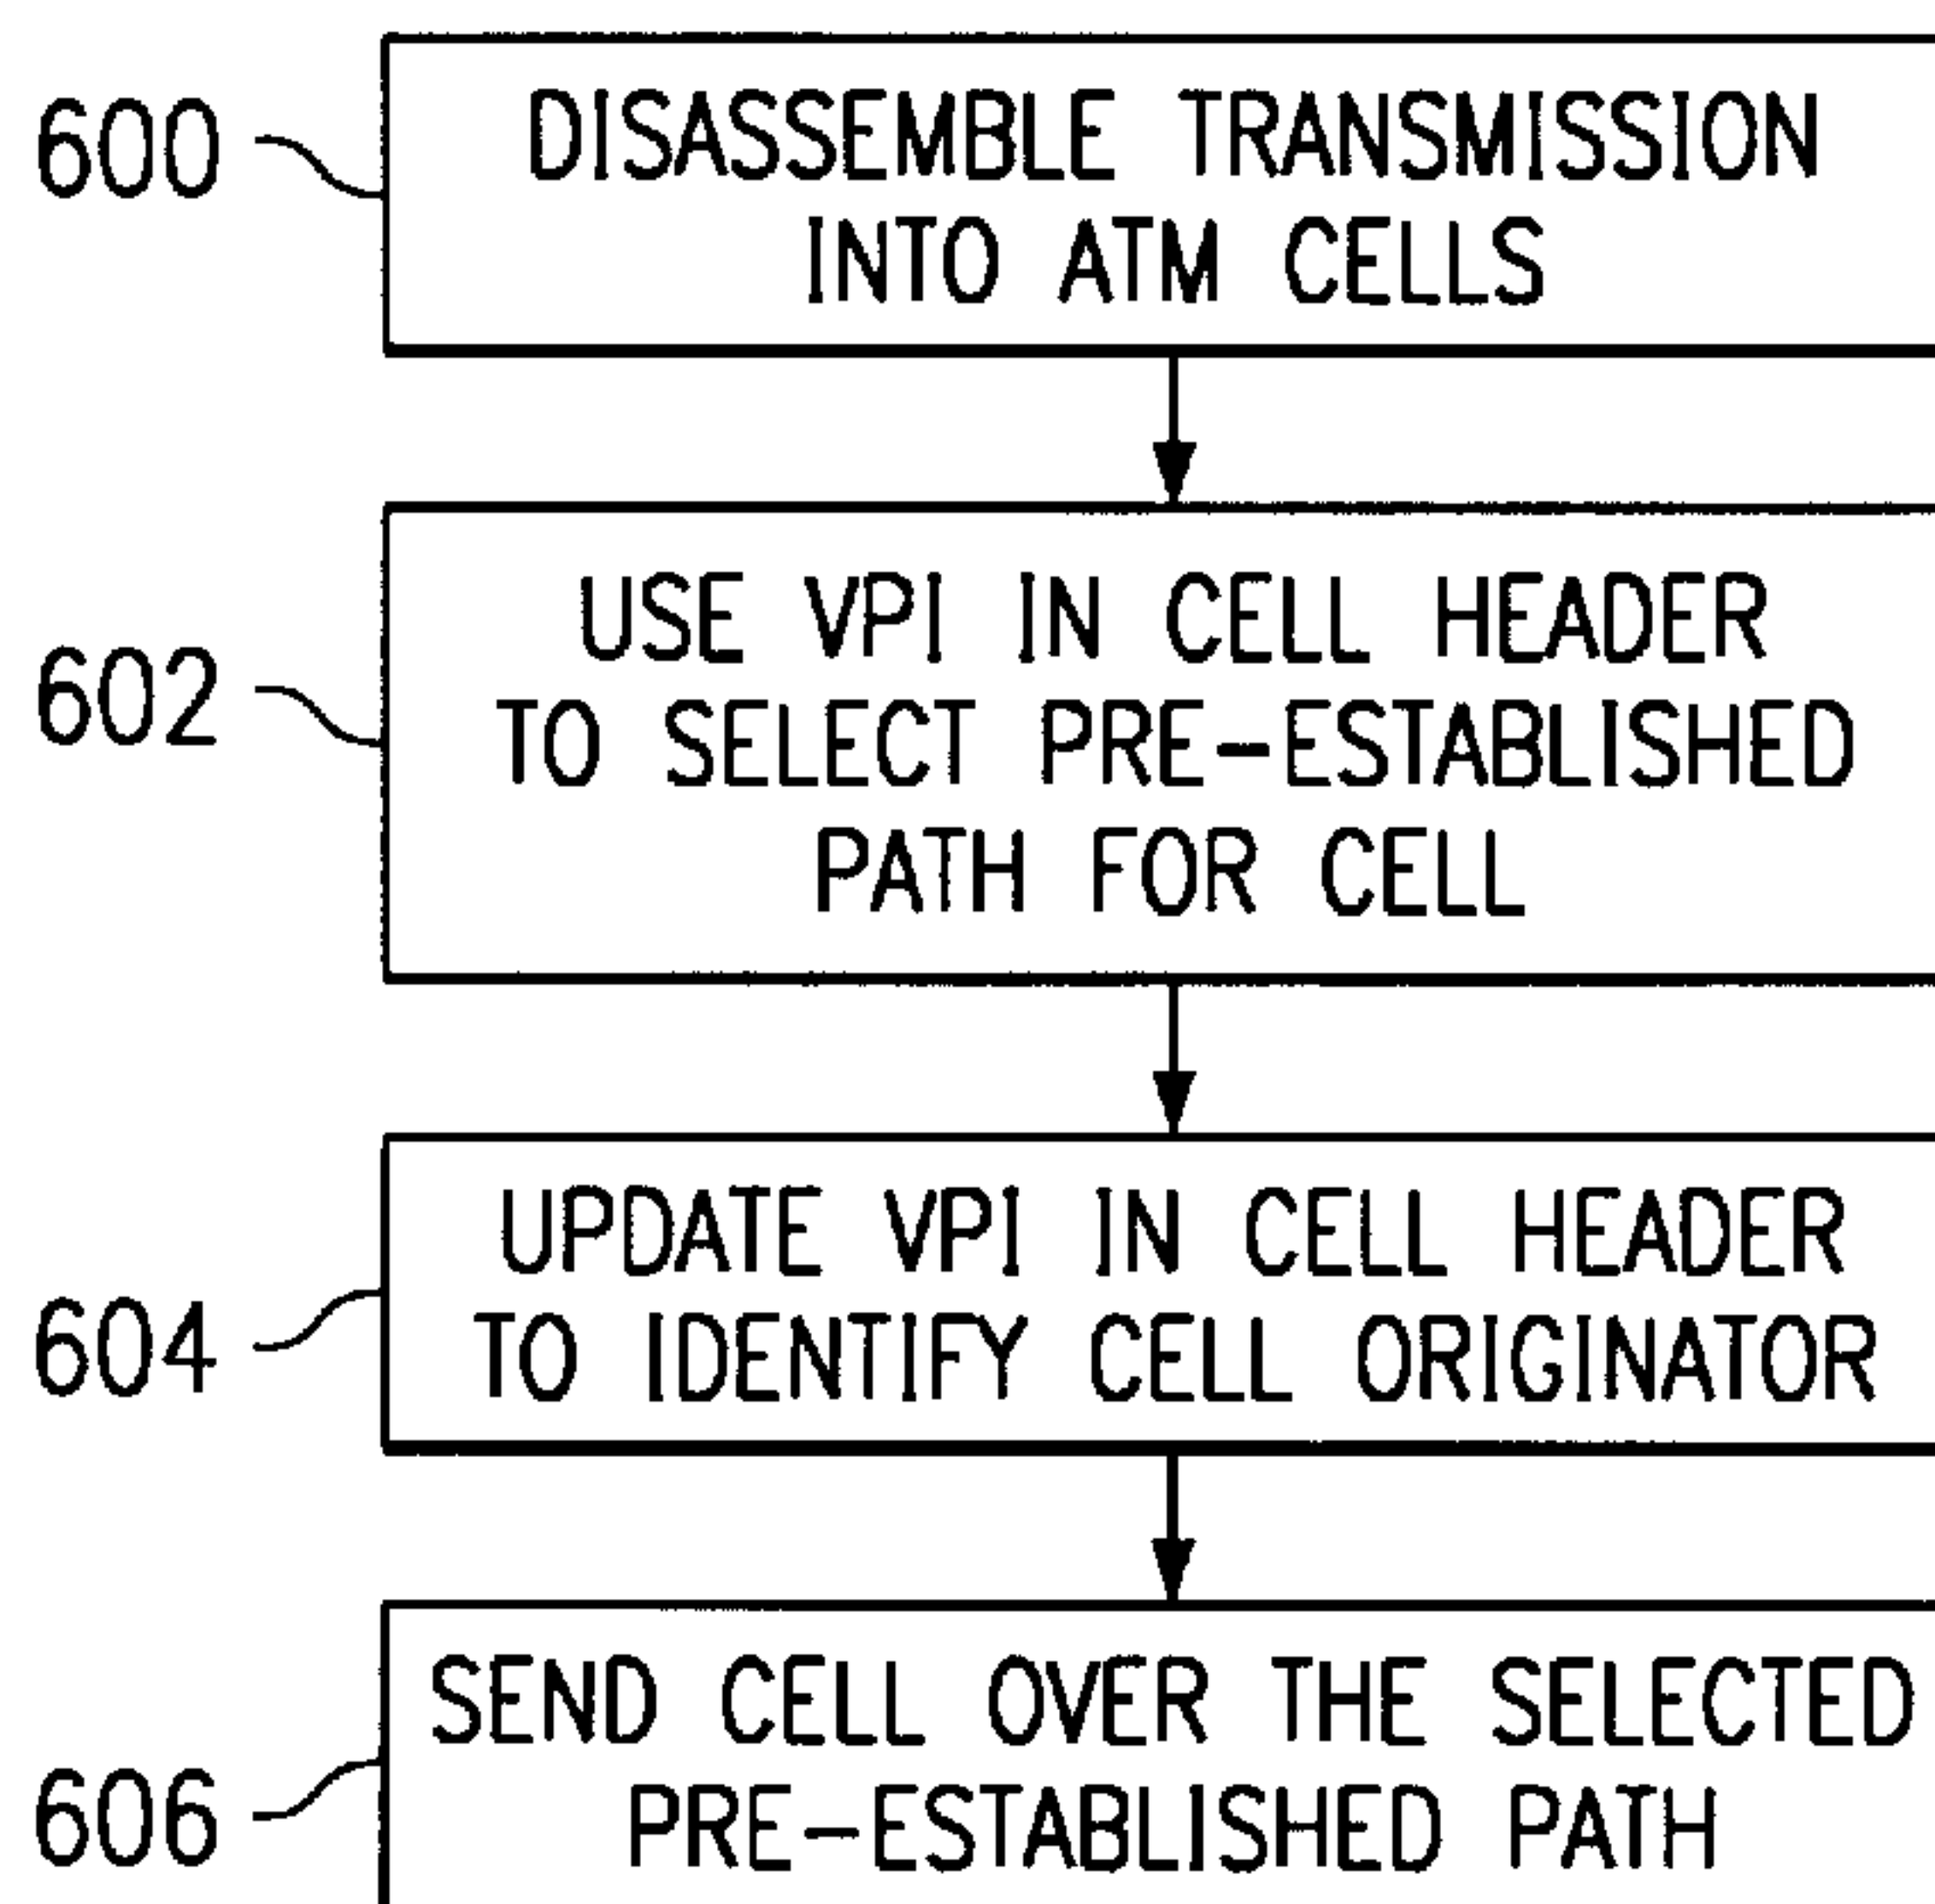 600
DISASSEMBLE TRANSMISSION
INTO ATM CELLS
602
USE VPI IN CELL HEADER
TO SELECT PRE-ESTABLISHED
PATH FOR CELL
604
UPDATE VPI IN CELL HEADER
TO IDENTIFY CELL ORIGINATOR
606
SEND CELL OVER THE SELECTED
PRE-ESTABLISHED PATH